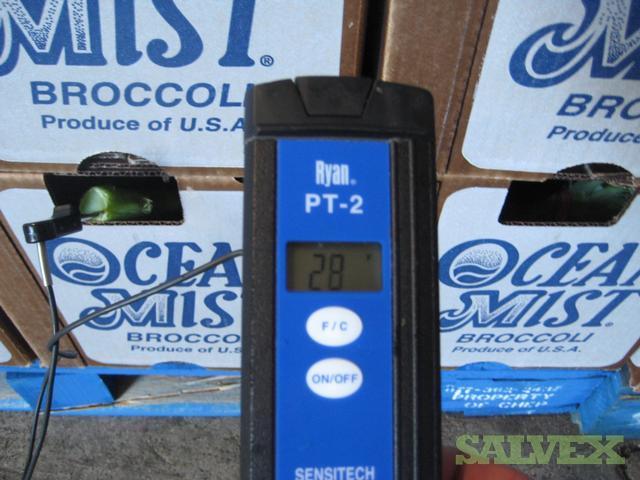 MIST®
BROCCOLI
Produce of U.S.A.
MIST
BROCCOLI
Produce
OCEAN
MIST
BROCCOLI
Produce of U.S.A.
OCEAN
MIST
BROCCOLI
Produce of U.S.A.
Ryan®
PT-2
28 F
F/C
ON/OFF
SENSITECH
PROPERTY
OF CHEP
SALVEX